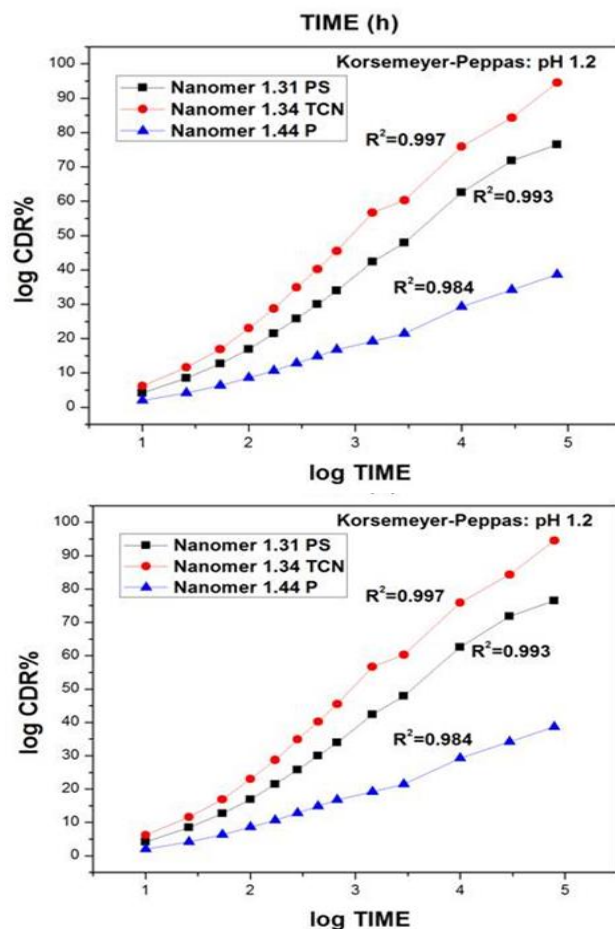 TIME (h)
Korsemeyer-Peppas: pH 1.2
Nanomer 1.31 PS
Nanomer 1.34 TCN
Nanomer 1.44 P
R²=0.997
R²=0.993
R²=0.984
log CDR%
100
90
80
70
60
50
40
30
20
10
0
1
2
3
4
5
log TIME
Korsemeyer-Peppas: pH 1.2
Nanomer 1.31 PS
Nanomer 1.34 TCN
Nanomer 1.44 P
R²=0.997
R²=0.993
R²=0.984
log CDR%
100
90
80
70
60
50
40
30
20
10
0
1
2
3
4
5
log TIME